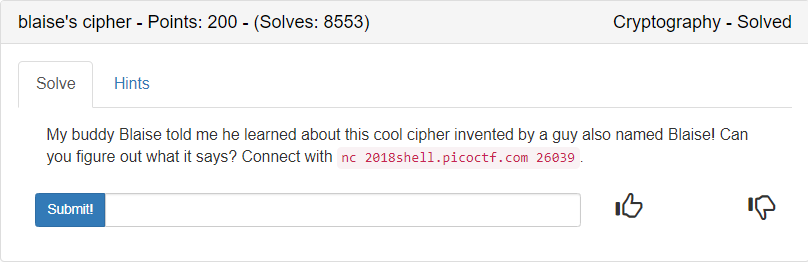 blaise's cipher - Points: 200 - (Solves: 8553) Cryptography - Solved
Solve Hints
My buddy Blaise told me he learned about this cool cipher invented by a guy also named Blaise! Can
you figure out what it says? Connect with nc 2018shell.picoctf.com 26039.
Submit!